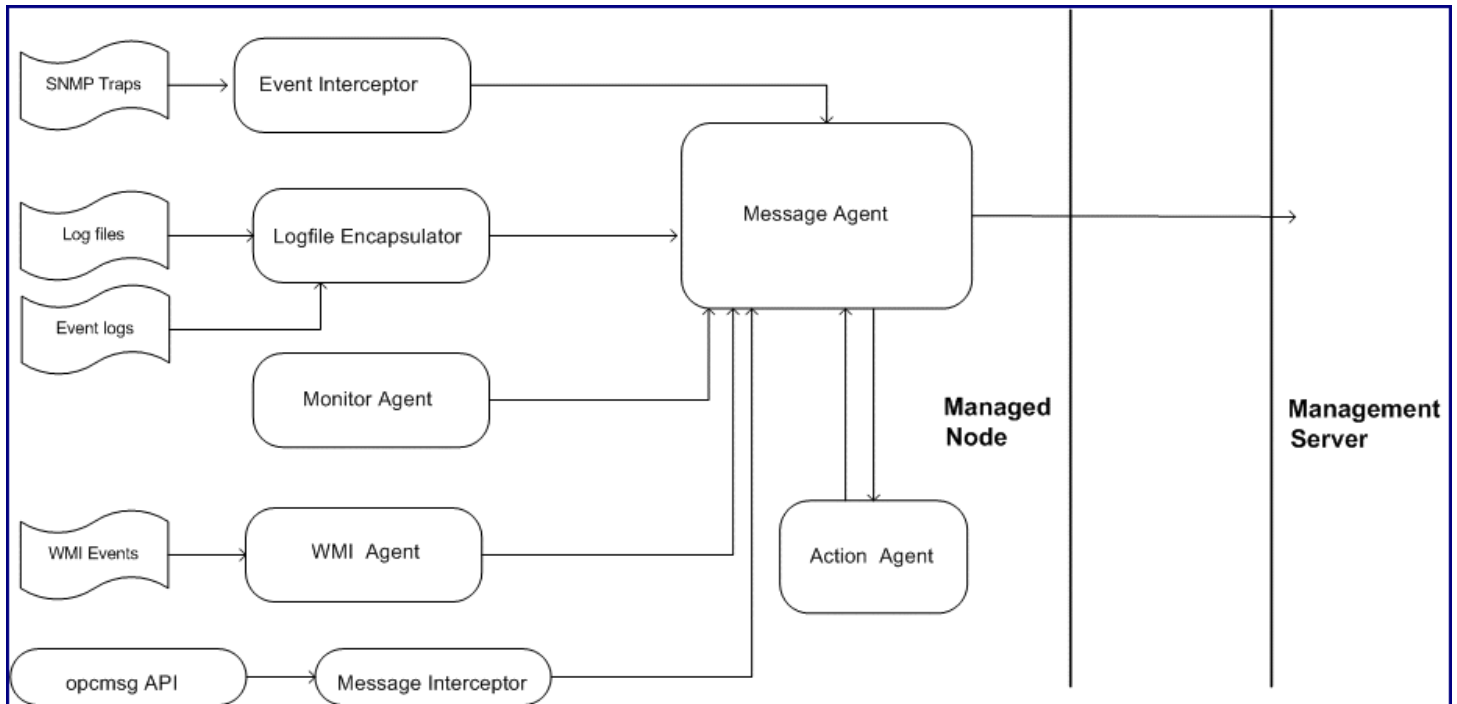 SNMP Traps
Event Interceptor
Message Agent
Log files
Logfile Encapsulator
Event logs
Monitor Agent
Managed
Node
Management
Server
WMI Events
WMI Agent
Action Agent
opcmsg API
Message Interceptor